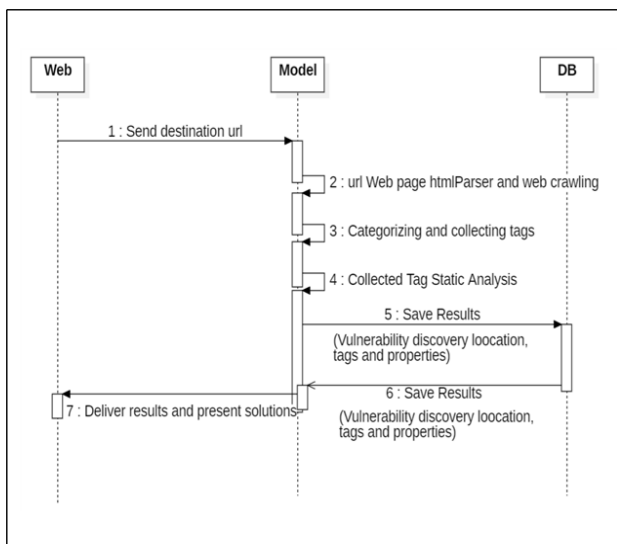 Web
Model
DB
1 : Send destination url
2 : url Web page htmlParser and web crawling
3 : Categorizing and collecting tags
4 : Collected Tag Static Analysis
5 : Save Results
(Vulnerability discovery loocation,
tags and properties)
6 : Save Results
(Vulnerability discovery loocation,
tags and properties)
7 : Deliver results and present solutions